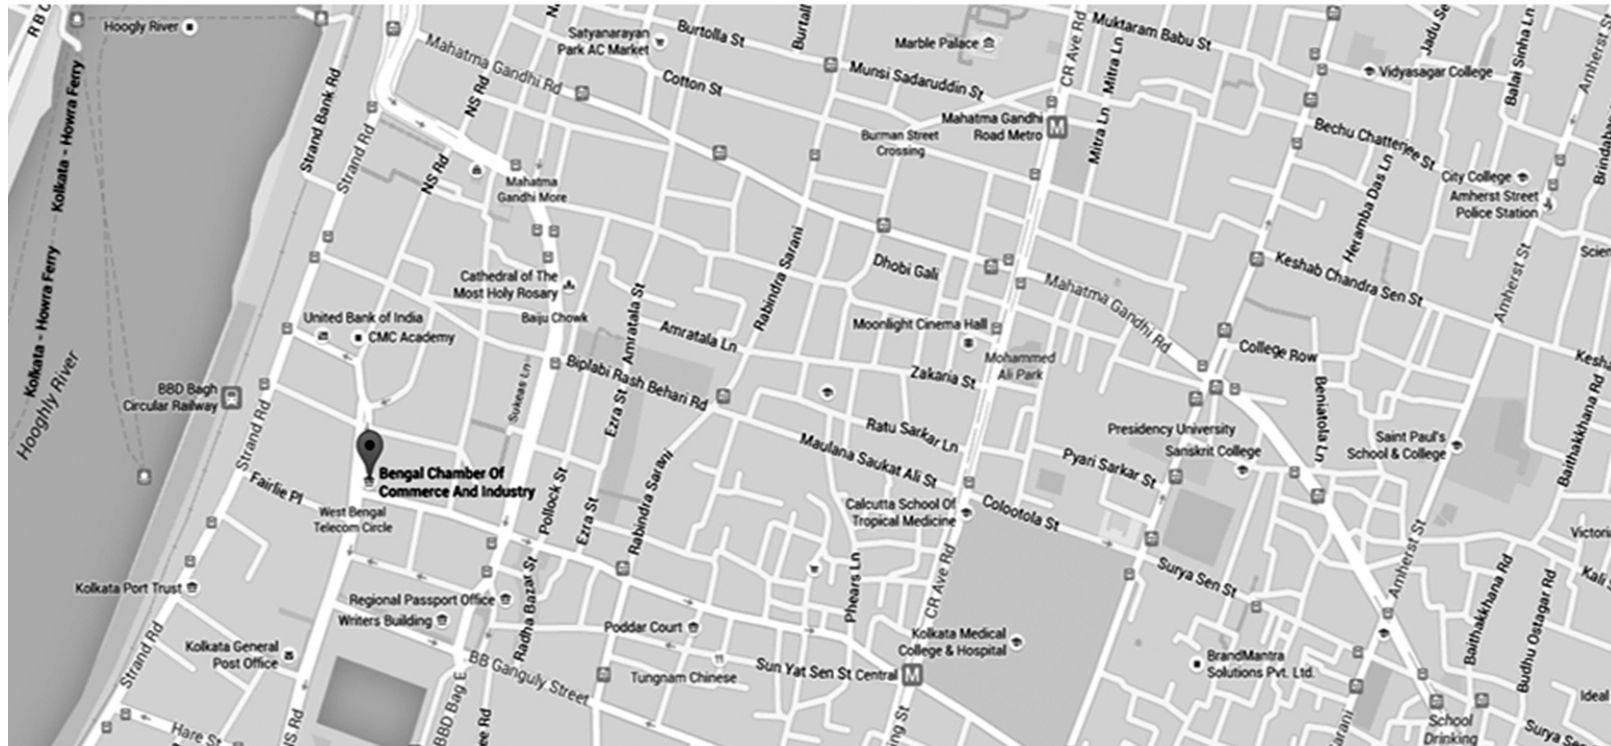 RBC
Hoogly River
Kolkata - Howra Ferry
Kolkata - Howra Ferry
Hooghly River
Strand Bank Rd
Strand Rd
Mahatma Gandhi Rd
NS Rd
NS Rd
Satyanarayan
Park AC Market
Burtolla St
Cotton St
Munsi Sadaruddin St
Marble Palace
CR Ave Rd
Muktaram Babu St
Mitra Ln
Mitra Ln
Vidyasagar College
Balai Sinha Ln
Amherst St
Mahatma Gandhi
Road Metro
Burman Street
Crossing
Bechu Chatterjee St
City College
Amherst Street
Police Station
Heramba Das Ln
Mahatma
Gandhi More
Cathedral of The
Most Holy Rosary
Baiju Chowk
Rabindra Sarani
Dhobi Gali
Keshab Chandra Sen St
Amherst St
Mahatma Gandhi Rd
United Bank of India
CMC Academy
Amratala St
Amratala Ln
Moonlight Cinema Hall
Mohammed
Ali Park
Zakaria St
College Row
Beniatola Ln
BBD Bagh
Circular Railway
Strand Rd
Sukeas Ln
Biplabi Rash Behari Rd
Ezra St
Ratu Sarkar Ln
Maulana Saukat Ali St
Presidency University
Sanskrit College
Saint Paul's
School & College
Baithakkhana Rd
Bengal Chamber Of
Commerce And Industry
Fairlie Pl
West Bengal
Telecom Circle
Pollock St
Ezra St
Rabindra Sarani
Calcutta School Of
Tropical Medicine
Colootola St
Pyari Sarkar St
Kolkata Port Trust
Regional Passport Office
Writers Building
Radha Bazar St
Poddar Court
Phears Ln
CR Ave Rd
Surya Sen St
Amherst St
Baithakkhana Rd
Budhu Ostagar Rd
Strand Rd
Kolkata General
Post Office
BB Ganguly Street
Tungnam Chinese
Sun Yat Sen St
Central
Kolkata Medical
College & Hospital
BrandMantra
Solutions Pvt. Ltd.
Ideal
Hare St
BBD Bag E
School
Drinking